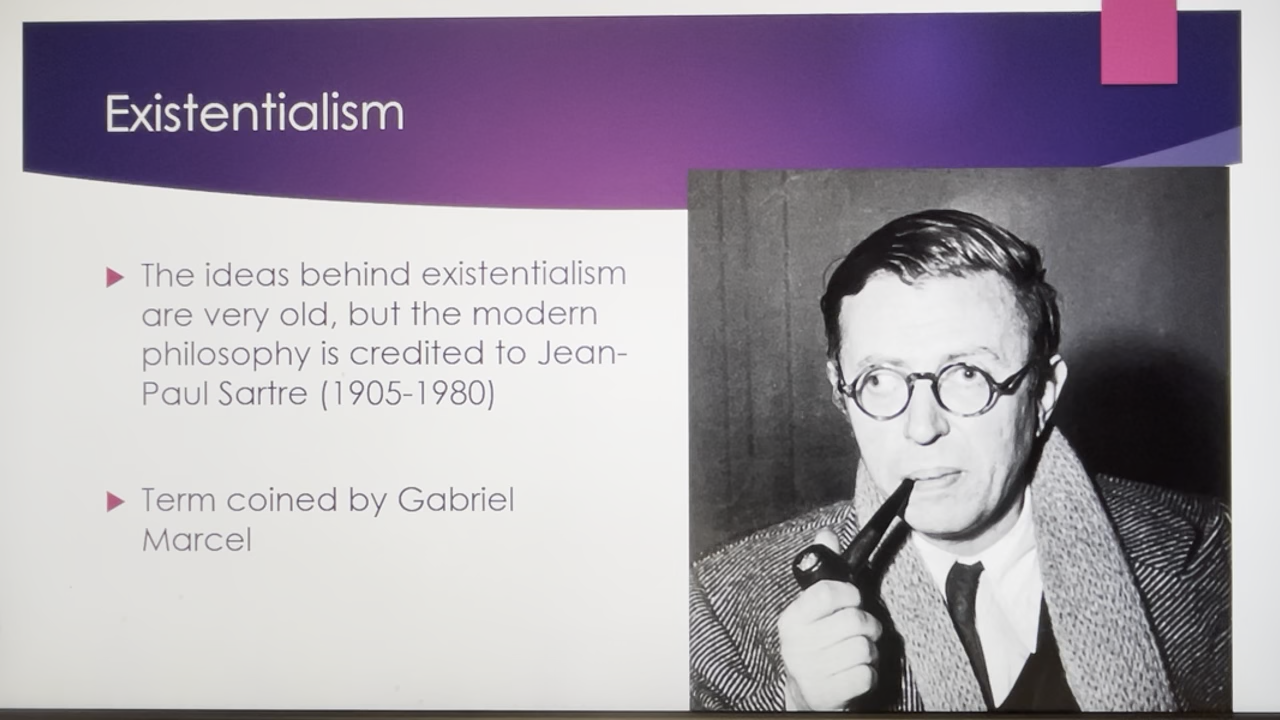 Existentialism
The ideas behind existentialism
are very old, but the modern
philosophy is credited to Jean-
Paul Sartre (1905-1980)
Term coined by Gabriel
Marcel